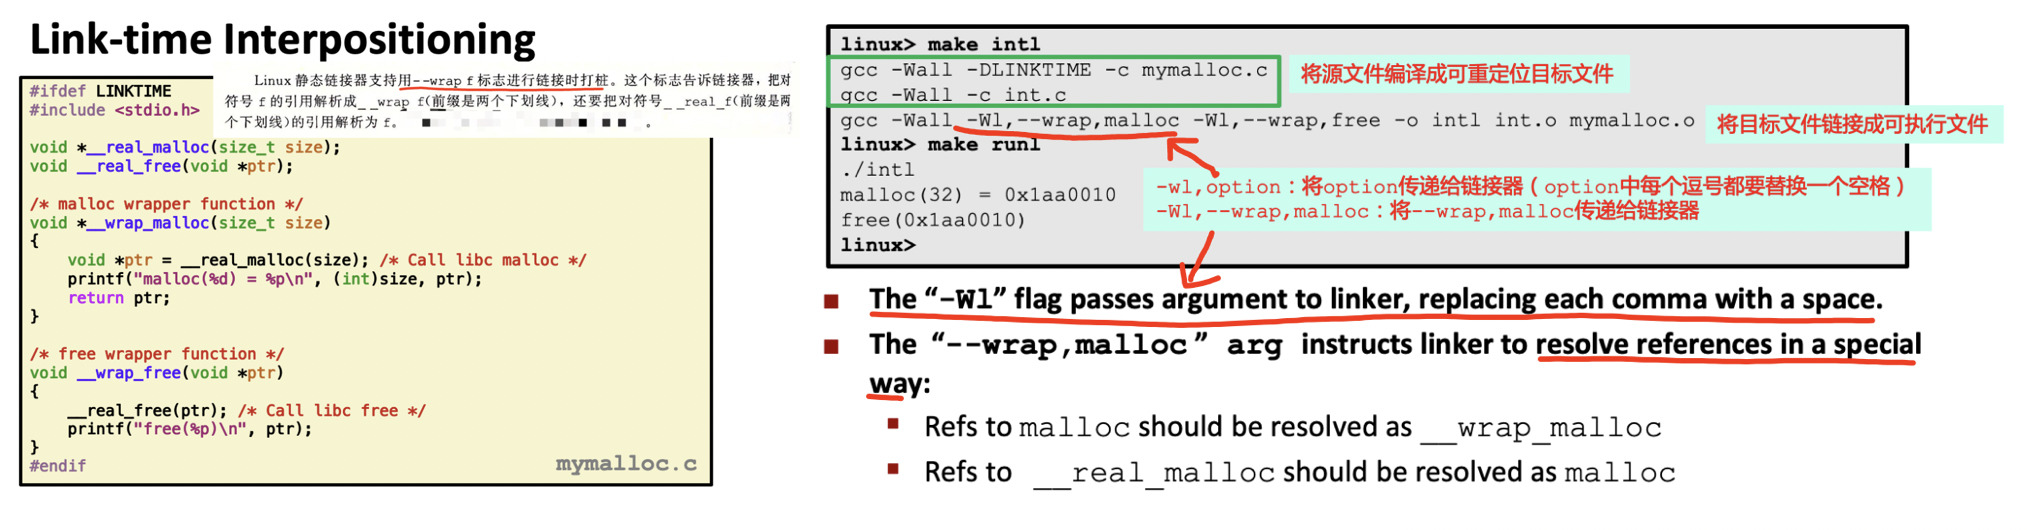 Link-time Interpositioning
Linux 静态链接器支持用--wrap f 标志进行链接时打桩。这个标志告诉链接器，把对
符号 f 的引用解析成__wrap_f(前缀是两个下划线)，还要把对符号__real_f(前缀是两
个下划线)的引用解析为 f。
#ifdef LINKTIME
#include <stdio.h>
void *__real_malloc(size_t size);
void __real_free(void *ptr);
/* malloc wrapper function */
void *__wrap_malloc(size_t size)
{
    void *ptr = __real_malloc(size); /* Call libc malloc */
    printf("malloc(%d) = %p\n", (int)size, ptr);
    return ptr;
}
/* free wrapper function */
void __wrap_free(void *ptr)
{
    __real_free(ptr); /* Call libc free */
    printf("free(%p)\n", ptr);
}
#endif
mymalloc.c
linux> make intl
gcc -Wall -DLINKTIME -c mymalloc.c
将源文件编译成可重定位目标文件
gcc -Wall -c int.c
gcc -Wall -Wl,--wrap,malloc -Wl,--wrap,free -o intl int.o mymalloc.o
将目标文件链接成可执行文件
linux> make runl
./intl
malloc(32) = 0x1aa0010
free(0x1aa0010)
linux>
-wl,option：将option传递给链接器（option中每个逗号都要替换一个空格）
-Wl,--wrap,malloc：将--wrap,malloc传递给链接器
The “-Wl” flag passes argument to linker, replacing each comma with a space.
The “--wrap,malloc” arg instructs linker to resolve references in a special
way:
Refs to malloc should be resolved as __wrap_malloc
Refs to __real_malloc should be resolved as malloc